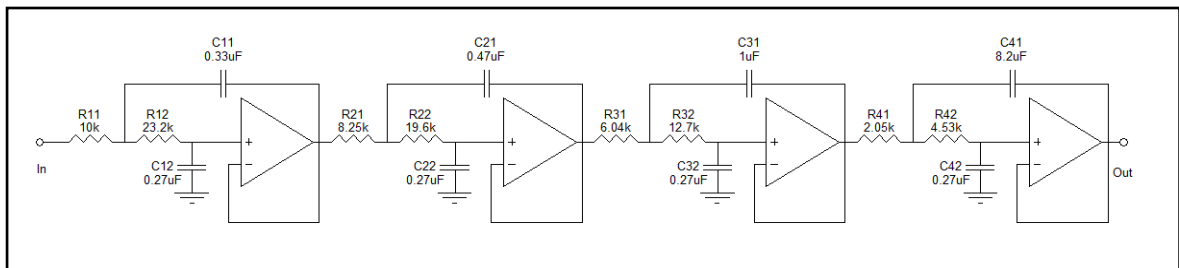 C11
0.33uF
C21
0.47uF
C31
1uF
C41
8.2uF
R11
10k
R12
23.2k
R21
8.25k
R22
19.6k
R31
6.04k
R32
12.7k
R41
2.05k
R42
4.53k
+
-
+
-
+
-
+
-
In
C12
0.27uF
C22
0.27uF
C32
0.27uF
C42
0.27uF
Out